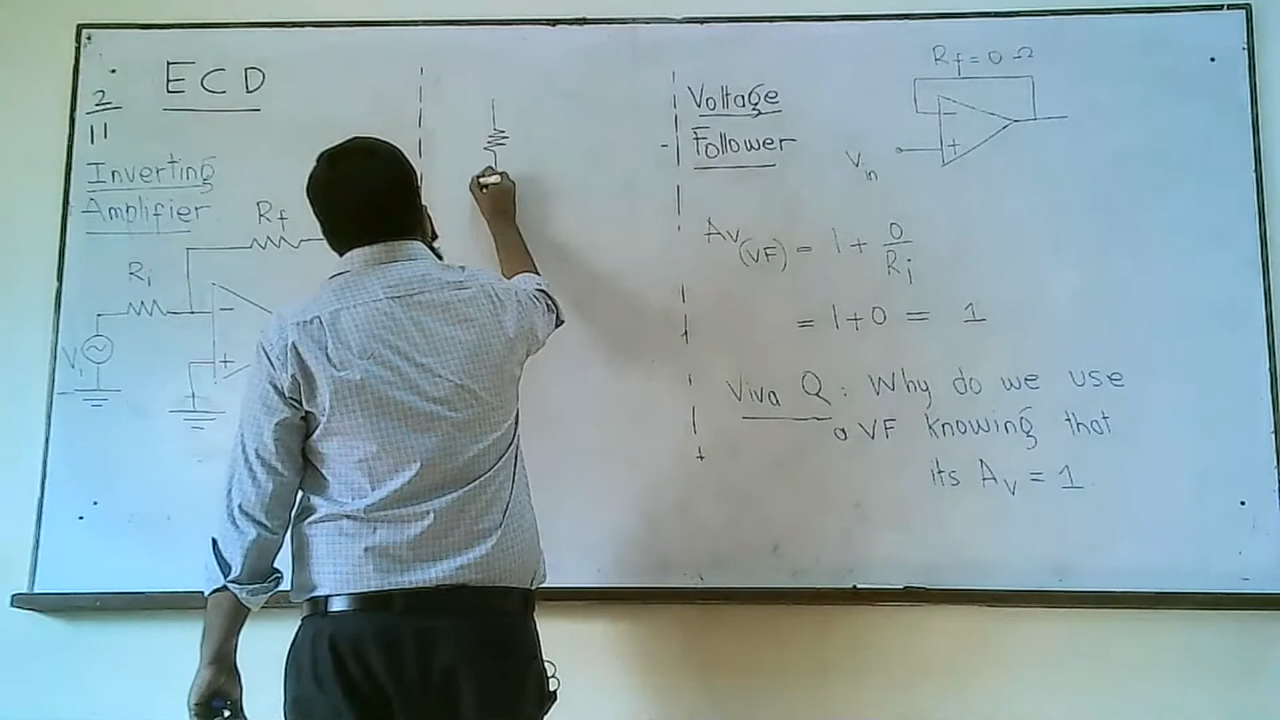 2/11
ECD
Inverting
Amplifier
Rf
Ri
Vi
−
+
Voltage
Follower
Rf = 0 Ω
−
+
Vin
Av(VF) = 1 + 0/Ri
= 1+0 = 1
Viva Q: Why do we use
a VF knowing that
its Av = 1